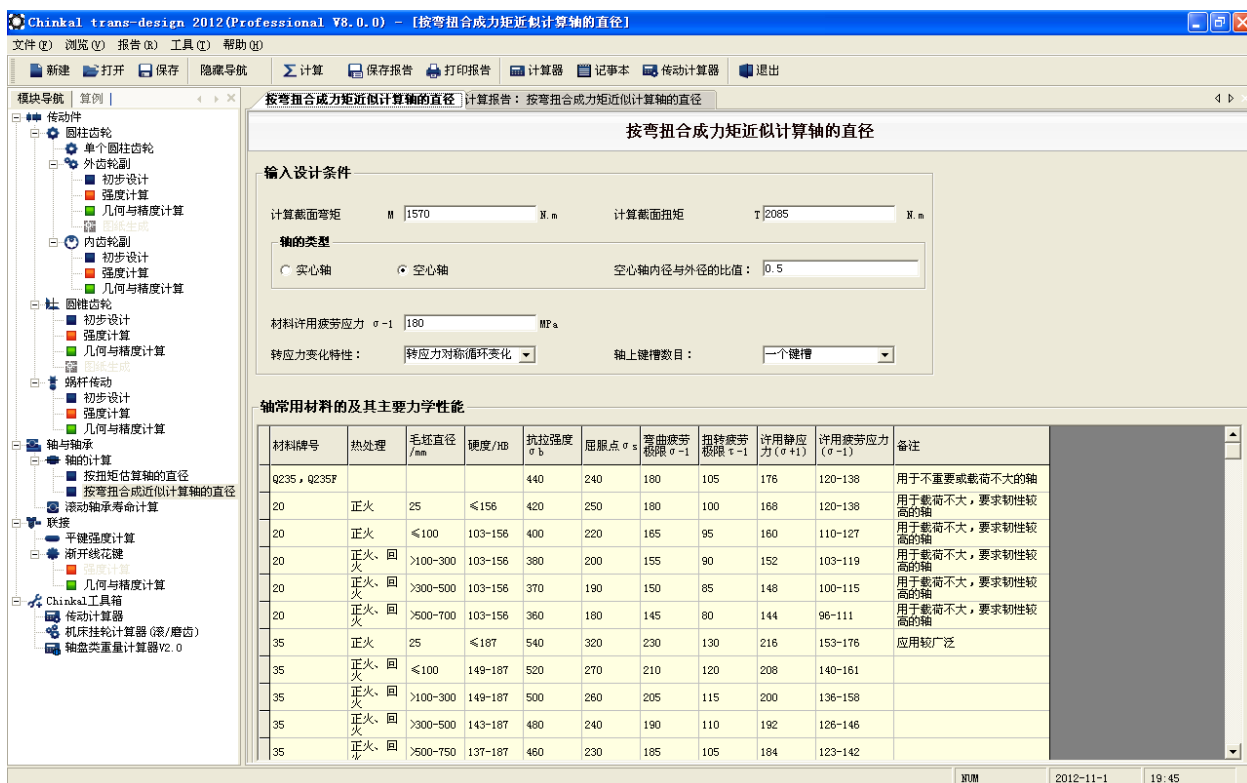 Chinkal trans-design 2012(Professional V8.0.0) - [按弯扭合成力矩近似计算轴的直径]
文件(F) 浏览(V) 报告(R) 工具(T) 帮助(H)
新建 打开 保存 隐藏导航 计算 保存报告 打印报告 计算器 记事本 传动计算器 退出
模块导航 算例 按弯扭合成力矩近似计算轴的直径 计算报告: 按弯扭合成力矩近似计算轴的直径
传动件
圆柱齿轮
单个圆柱齿轮
外齿轮副
初步设计
强度计算
几何与精度计算
图纸生成
内齿轮副
初步设计
强度计算
几何与精度计算
圆锥齿轮
初步设计
强度计算
几何与精度计算
图纸生成
蜗杆传动
初步设计
强度计算
几何与精度计算
轴与轴承
轴的计算
按扭矩估算轴的直径
按弯扭合成近似计算轴的直径
滚动轴承寿命计算
联接
平键强度计算
渐开线花键
强度计算
几何与精度计算
Chinkal工具箱
传动计算器
机床挂轮计算器(滚/磨齿)
轴盘类重量计算器V2.0
按弯扭合成力矩近似计算轴的直径
输入设计条件
计算截面弯矩 M 1570 N.m 计算截面扭矩 T 2085 N.m
轴的类型
实心轴 空心轴 空心轴内径与外径的比值: 0.5
材料许用疲劳应力 σ-1 180 MPa
转应力变化特性: 转应力对称循环变化 轴上键槽数目: 一个键槽
轴常用材料的及其主要力学性能
材料牌号 热处理 毛坯直径/mm 硬度/HB 抗拉强度σb 屈服点σs 弯曲疲劳极限σ-1 扭转疲劳极限τ-1 许用静应力(σ+1) 许用疲劳应力(σ-1) 备注
Q235,Q235F 440 240 180 105 176 120-138 用于不重要或载荷不大的轴
20 正火 25 ≤156 420 250 180 100 168 120-138 用于载荷不大,要求韧性较高的轴
20 正火 ≤100 103-156 400 220 165 95 160 110-127 用于载荷不大,要求韧性较高的轴
20 正火、回火 >100-300 103-156 380 200 155 90 152 103-119 用于载荷不大,要求韧性较高的轴
20 正火、回火 >300-500 103-156 370 190 150 85 148 100-115 用于载荷不大,要求韧性较高的轴
20 正火、回火 >500-700 103-156 360 180 145 80 144 96-111 用于载荷不大,要求韧性较高的轴
35 正火 25 ≤187 540 320 230 130 216 153-176 应用较广泛
35 正火、回火 ≤100 149-187 520 270 210 120 208 140-161
35 正火、回火 >100-300 149-187 500 260 205 115 200 136-158
35 正火、回火 >300-500 143-187 480 240 190 110 192 126-146
35 正火、回火 >500-750 137-187 460 230 185 105 184 123-142
NUM 2012-11-1 19:45